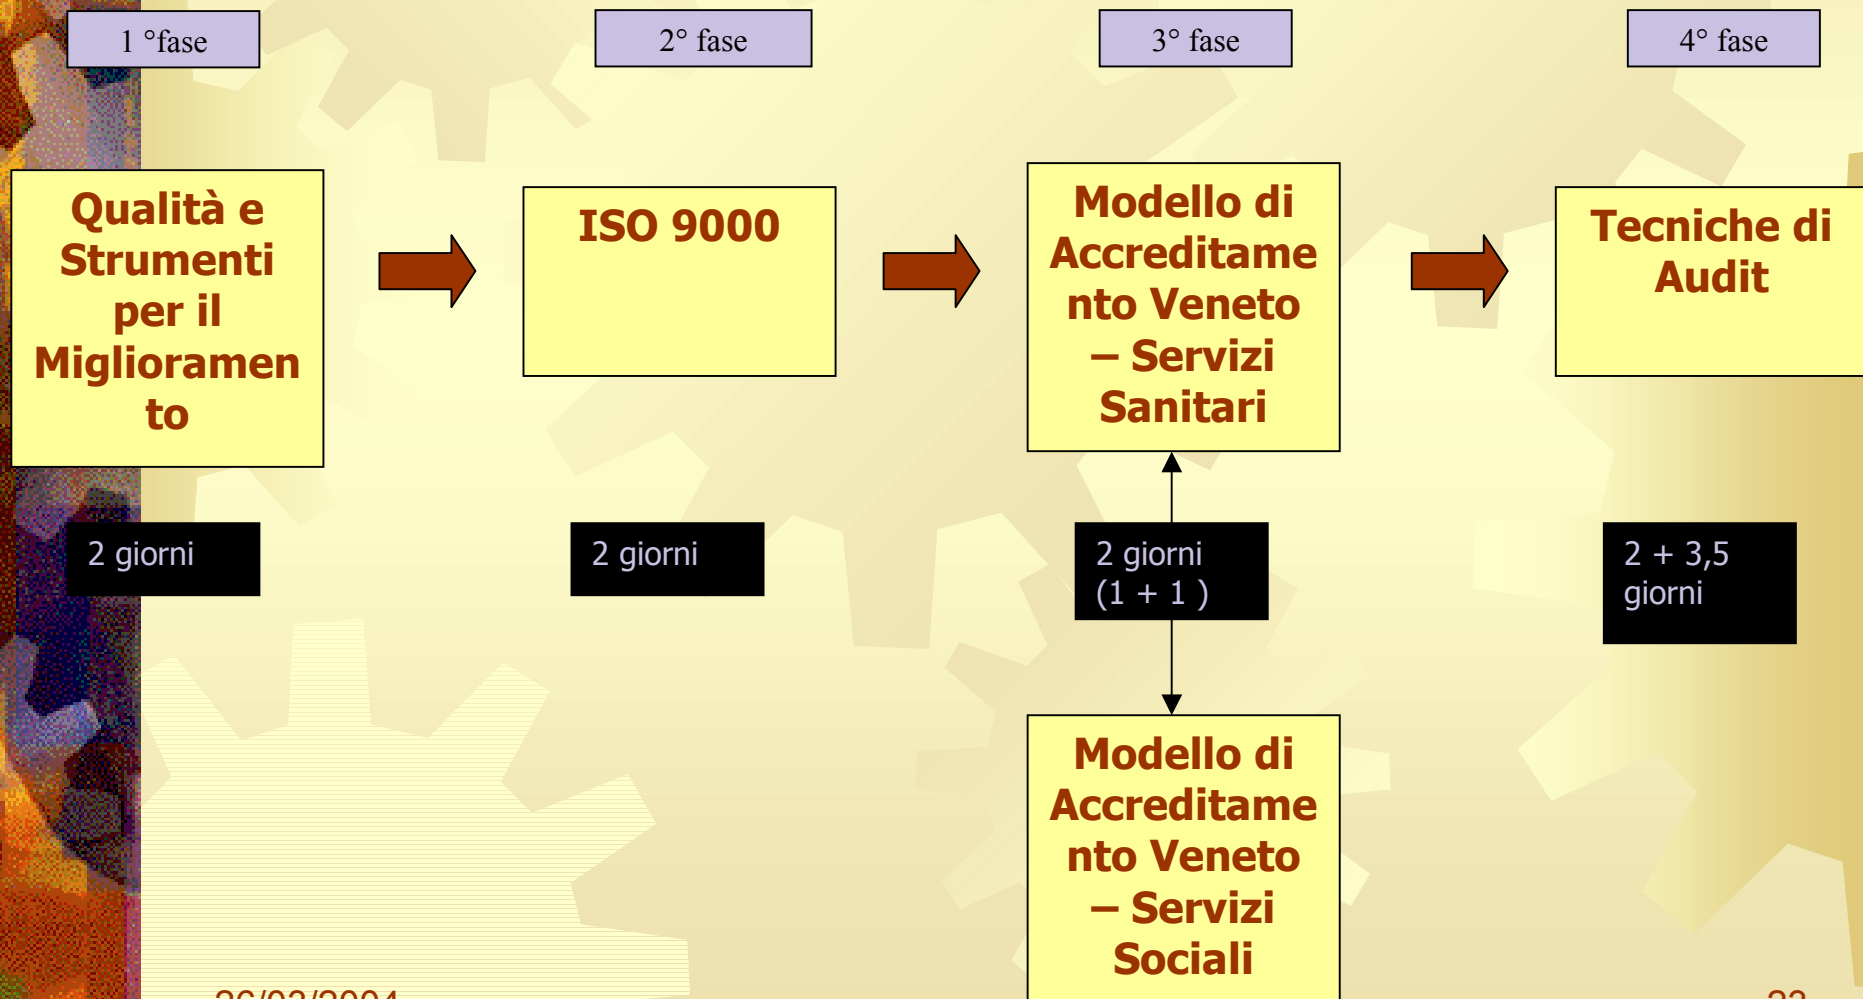 1 °fase
2° fase
3° fase
4° fase
Qualità e
Strumenti
per il
Miglioramen
to
ISO 9000
Modello di
Accreditame
nto Veneto
– Servizi
Sanitari
Tecniche di
Audit
2 giorni
2 giorni
2 giorni
(1 + 1 )
2 + 3,5
giorni
Modello di
Accreditame
nto Veneto
– Servizi
Sociali